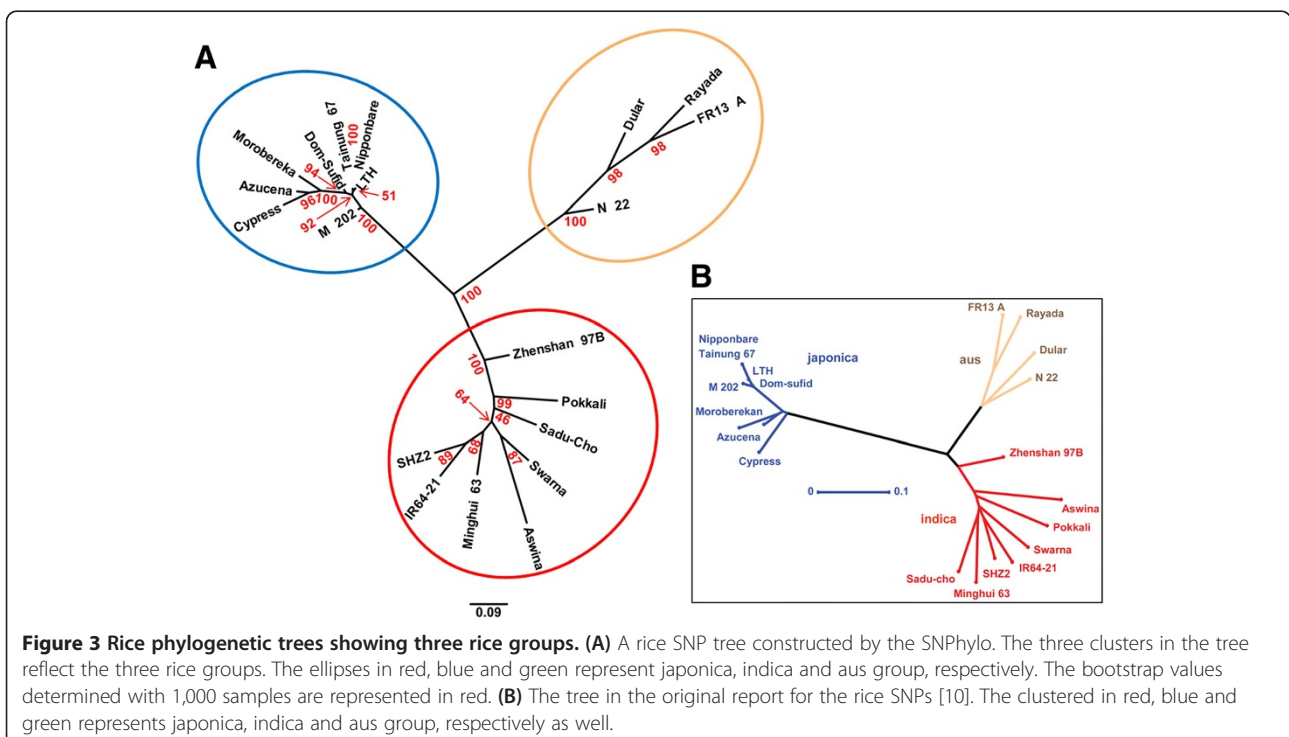 A
Morobereka
Azucena
Cypress
Dom-Sufid
Tainung 67
Nipponbare
LTH
M 202
94
100
96
100
92
51
100
Dular
Rayada
FR13 A
N 22
98
98
100
100
Zhenshan 97B
Pokkali
Sadu-Cho
Swarna
Aswina
Minghui 63
IR64-21
SHZ2
100
99
46
64
87
68
89
0.09
B
Nipponbare
Tainung 67
LTH
M 202
Dom-sufid
Moroberekan
Azucena
Cypress
japonica
0
0.1
FR13 A
Rayada
aus
Dular
N 22
Zhenshan 97B
Aswina
indica
Pokkali
Swarna
IR64-21
SHZ2
Sadu-cho
Minghui 63
Figure 3 Rice phylogenetic trees showing three rice groups. (A) A rice SNP tree constructed by the SNPhylo. The three clusters in the tree
reflect the three rice groups. The ellipses in red, blue and green represent japonica, indica and aus group, respectively. The bootstrap values
determined with 1,000 samples are represented in red. (B) The tree in the original report for the rice SNPs [10]. The clustered in red, blue and
green represents japonica, indica and aus group, respectively as well.